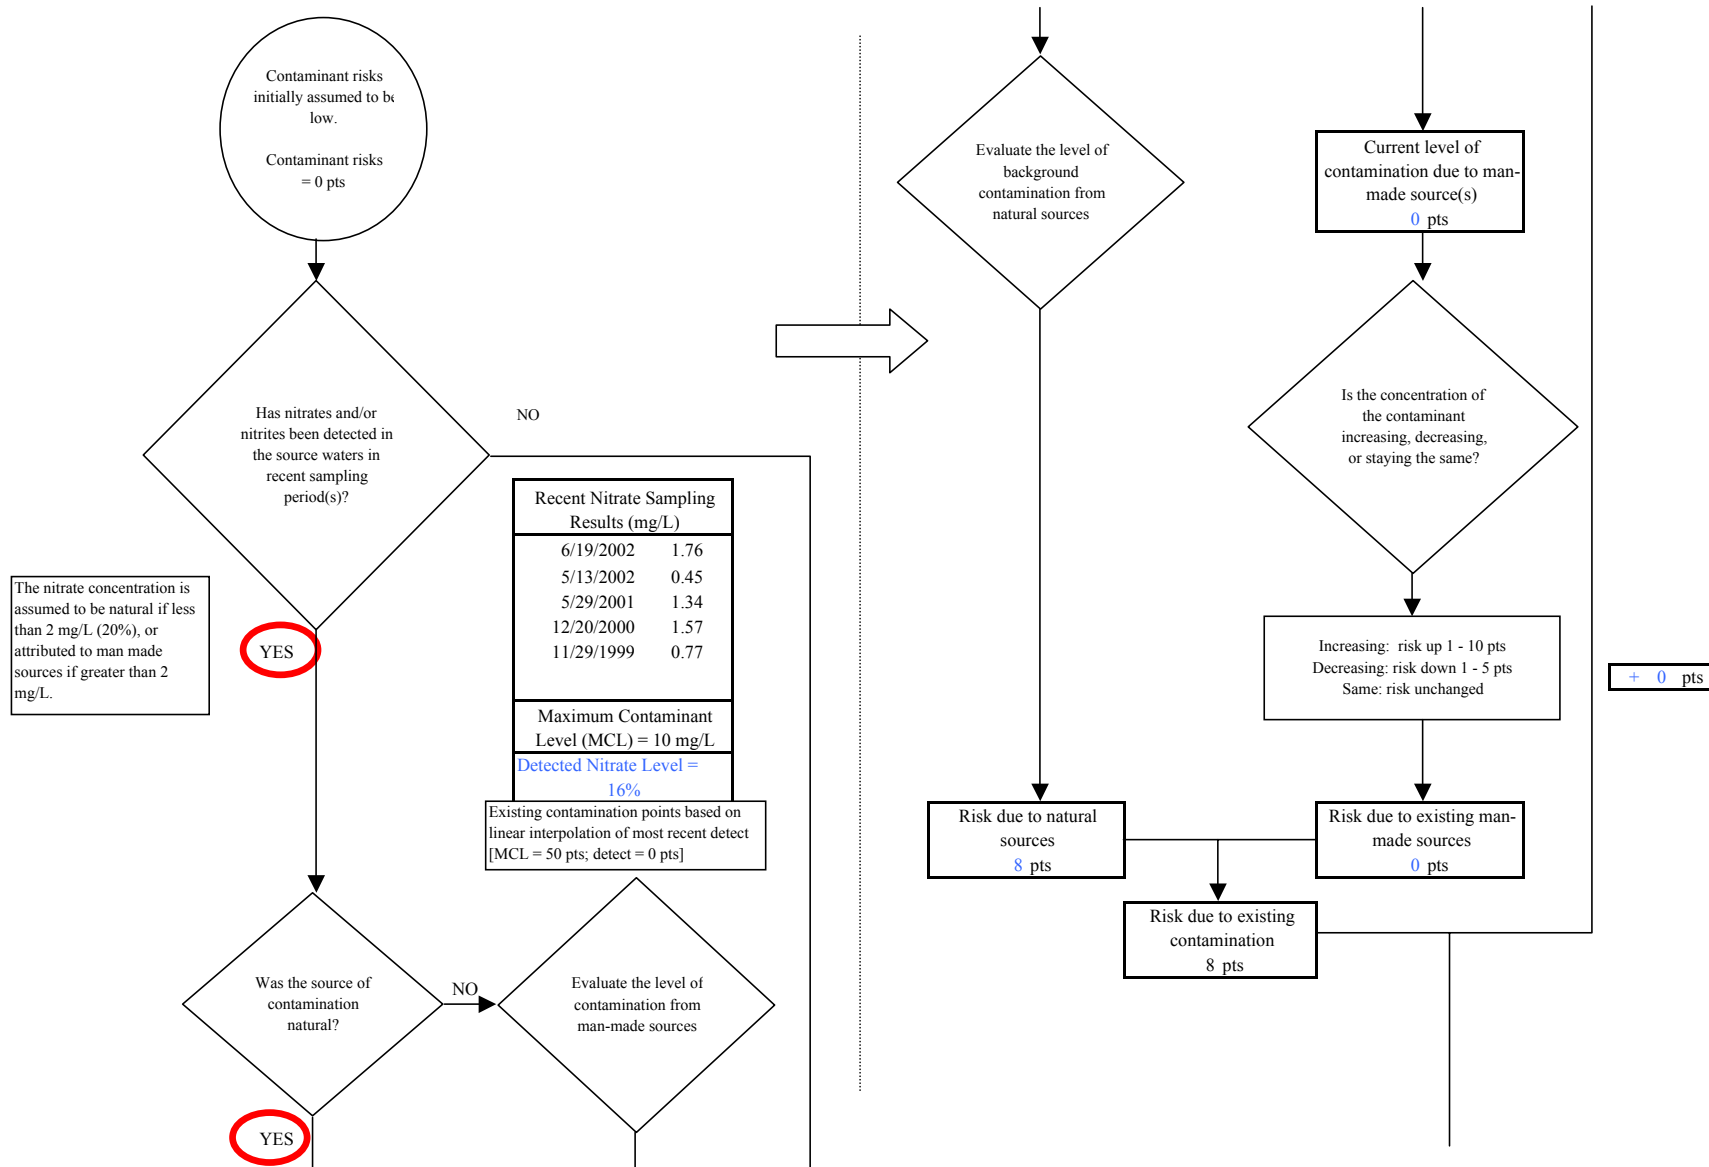 Contaminant risks
initially assumed to be
low.
Contaminant risks
= 0 pts
Has nitrates and/or
nitrites been detected in
the source waters in
recent sampling
period(s)?
NO
Recent Nitrate Sampling
Results (mg/L)
6/19/2002 1.76
5/13/2002 0.45
5/29/2001 1.34
12/20/2000 1.57
11/29/1999 0.77
Maximum Contaminant
Level (MCL) = 10 mg/L
Detected Nitrate Level =
16%
Existing contamination points based on
linear interpolation of most recent detect
[MCL = 50 pts; detect = 0 pts]
The nitrate concentration is
assumed to be natural if less
than 2 mg/L (20%), or
attributed to man made
sources if greater than 2
mg/L.
YES
Was the source of
contamination
natural?
NO
Evaluate the level of
contamination from
man-made sources
YES
Evaluate the level of
background
contamination from
natural sources
Current level of
contamination due to man-
made source(s)
0 pts
Is the concentration of
the contaminant
increasing, decreasing,
or staying the same?
Increasing: risk up 1 - 10 pts
Decreasing: risk down 1 - 5 pts
Same: risk unchanged
+ 0 pts
Risk due to natural
sources
8 pts
Risk due to existing man-
made sources
0 pts
Risk due to existing
contamination
8 pts